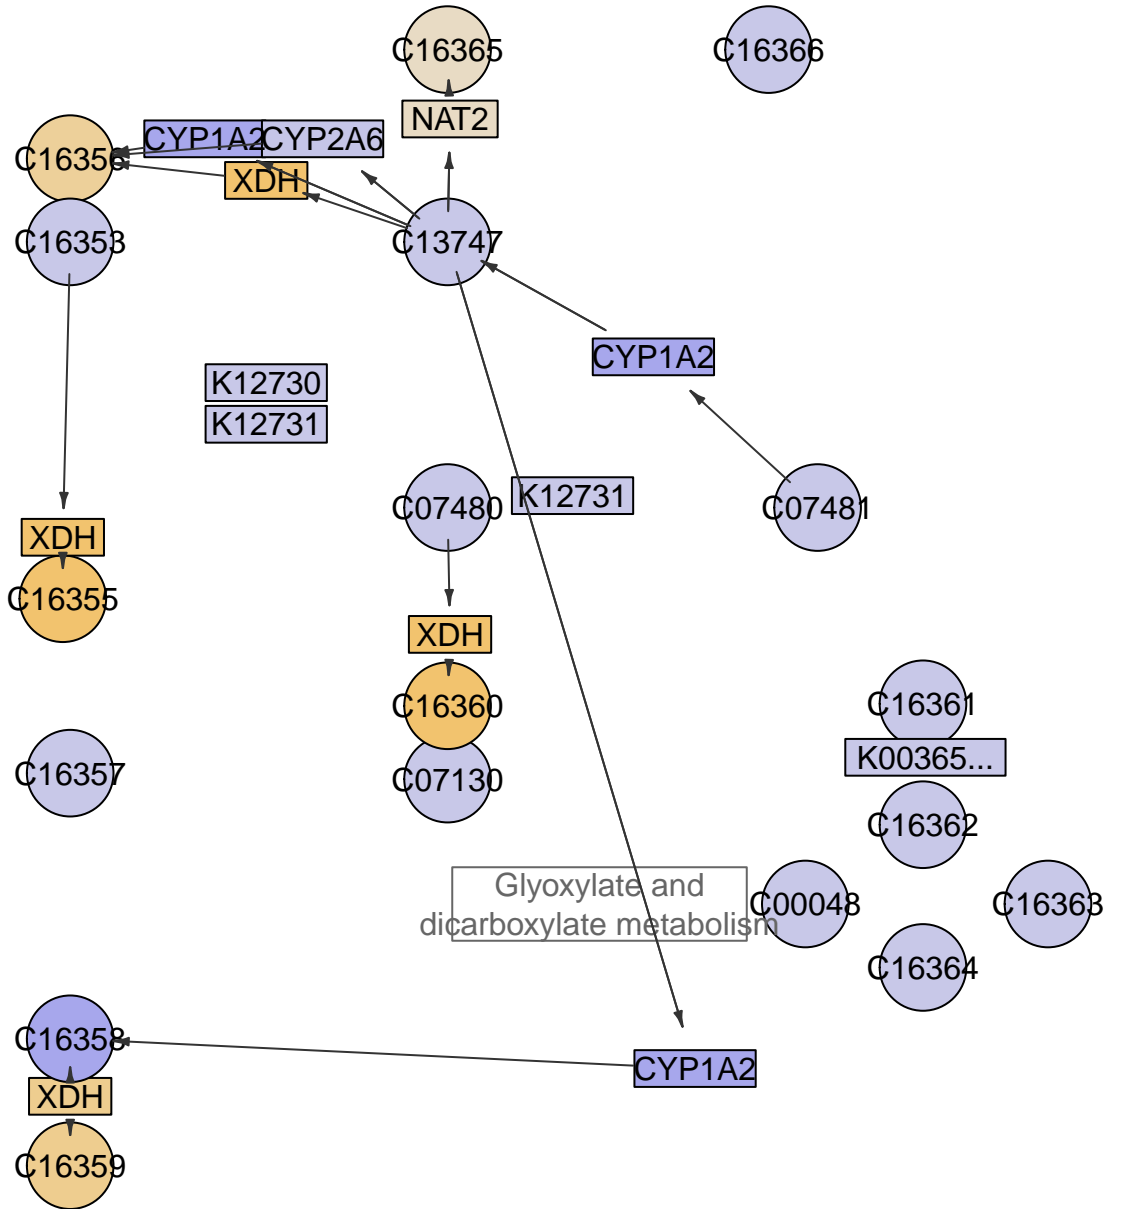 C16365
C16366
NAT2
CYP1A2
CYP2A6
C16356
XDH
C16353
C13747
CYP1A2
K12730
K12731
K12731
C07480
C07481
XDH
C16355
XDH
C16361
C16360
K00365...
C16357
C07130
C16362
Glyoxylate and
dicarboxylate metabolism
C00048
C16363
C16364
C16358
CYP1A2
XDH
C16359